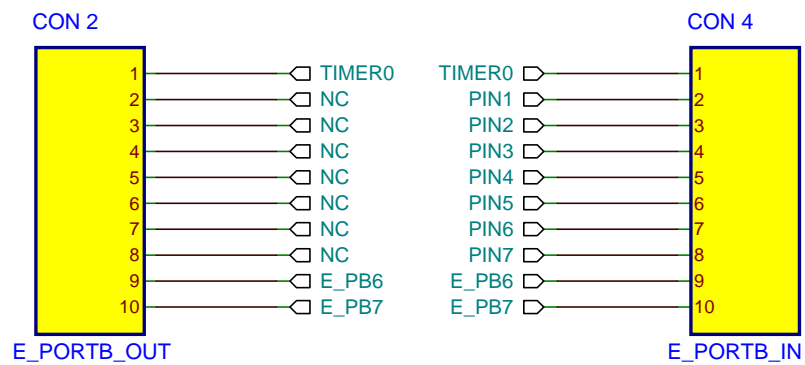 CON 2
1 TIMER0
2 NC
3 NC
4 NC
5 NC
6 NC
7 NC
8 NC
9 E_PB6
10 E_PB7
E_PORTB_OUT
CON 4
TIMER0 1
PIN1 2
PIN2 3
PIN3 4
PIN4 5
PIN5 6
PIN6 7
PIN7 8
E_PB6 9
E_PB7 10
E_PORTB_IN